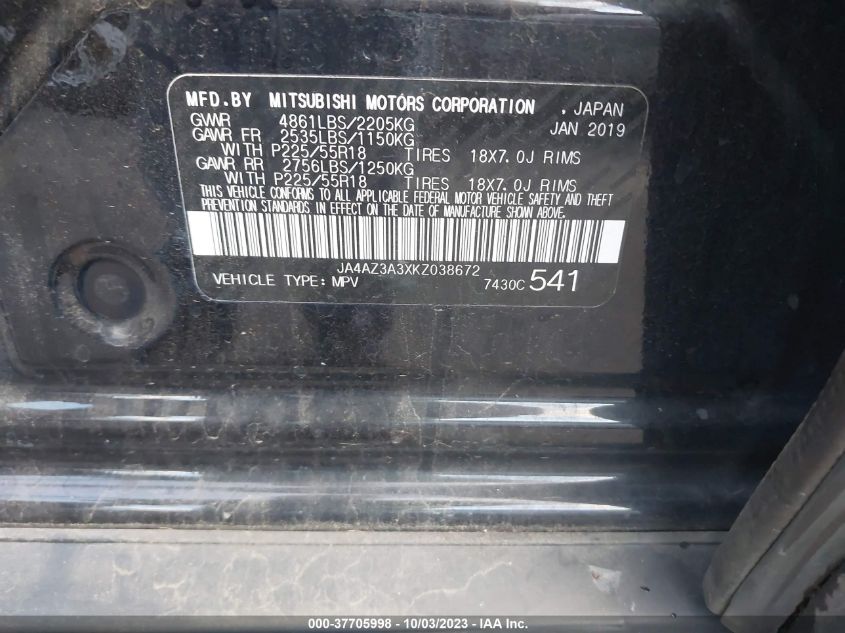 MFD.BY MITSUBISHI MOTORS CORPORATION , JAPAN
GVWR 4861LBS/2205KG JAN 2019
GAWR FR 2535LBS/1150KG
WITH P225/55R18 TIRES 18X7.0J RIMS
GAWR RR 2756LBS/1250KG
WITH P225/55R18 TIRES 18X7.0J RIMS
THIS VEHICLE CONFORMS TO ALL APPLICABLE FEDERAL MOTOR VEHICLE SAFETY AND THEFT
PREVENTION STANDARDS IN EFFECT ON THE DATE OF MANUFACTURE SHOWN ABOVE.
JA4AZ3A3XKZ038672
VEHICLE TYPE: MPV 7430C 541
000-37705998 - 10/03/2023 - © IAA Inc.